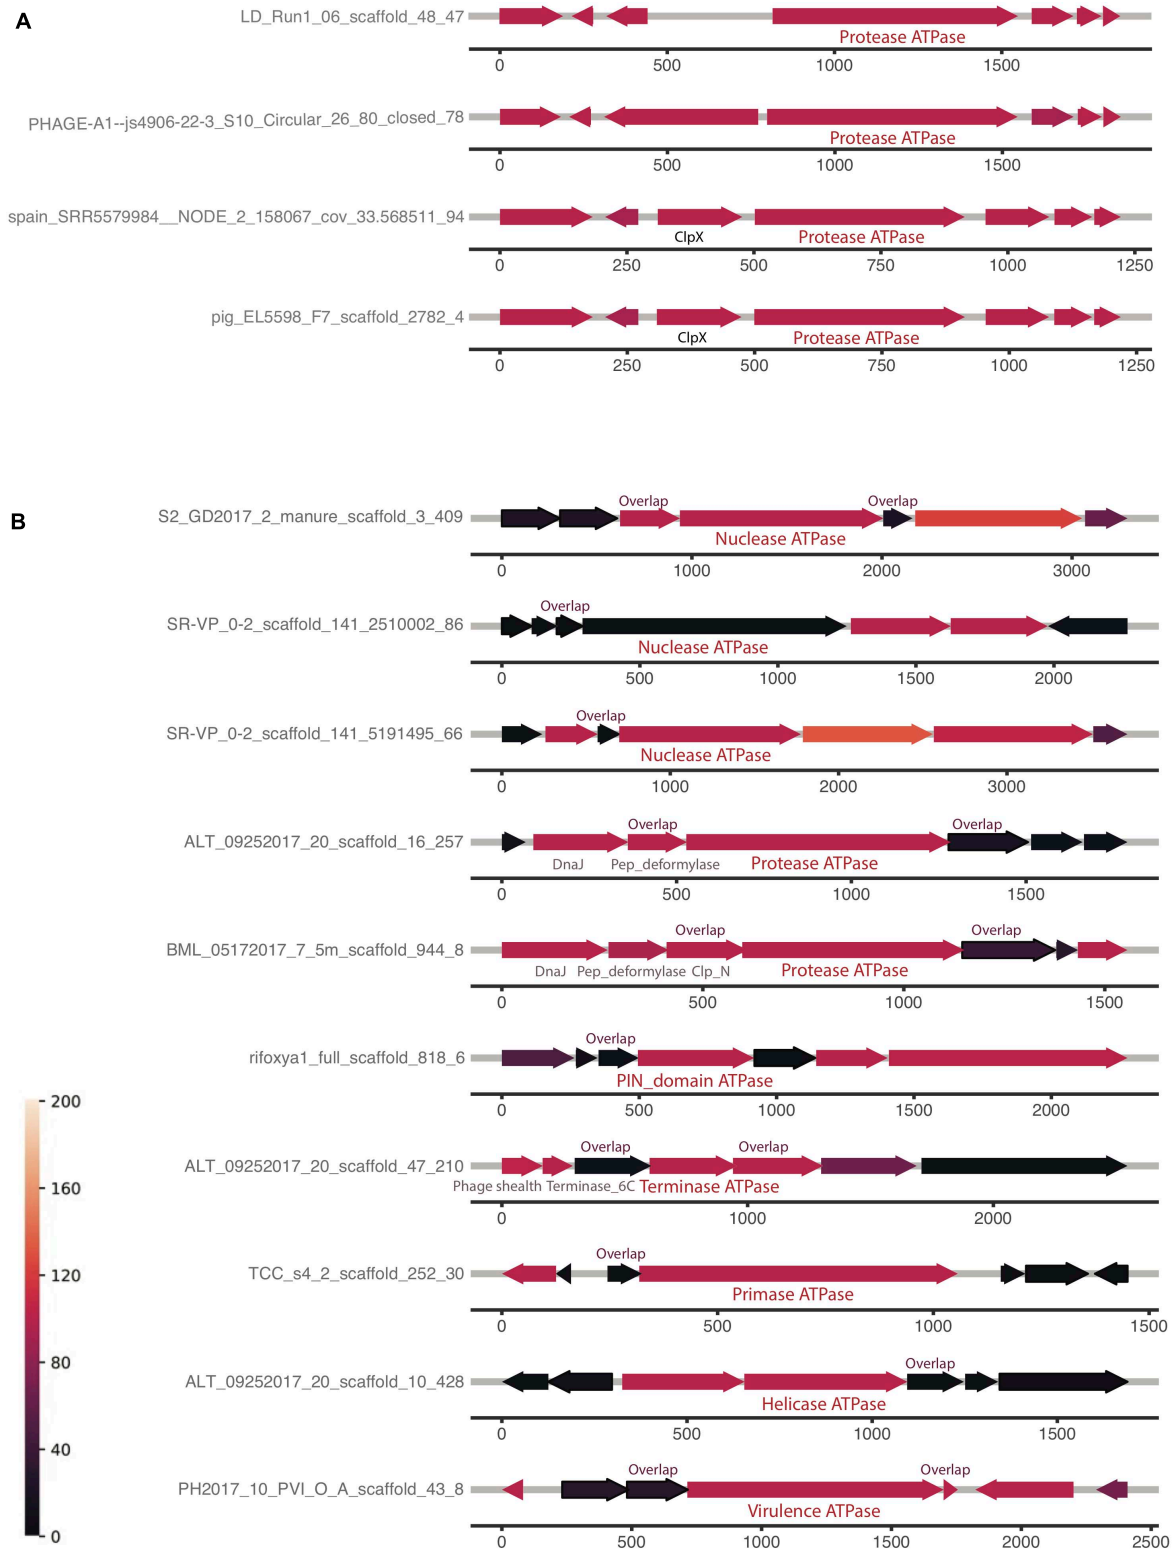 A
LD_Run1_06_scaffold_48_47
Protease ATPase
0 500 1000 1500
PHAGE-A1--js4906-22-3_S10_Circular_26_80_closed_78
Protease ATPase
0 500 1000 1500
spain_SRR5579984__NODE_2_158067_cov_33.568511_94
ClpX Protease ATPase
0 250 500 750 1000 1250
pig_EL5598_F7_scaffold_2782_4
ClpX Protease ATPase
0 250 500 750 1000 1250
B
Overlap Overlap
S2_GD2017_2_manure_scaffold_3_409
Nuclease ATPase
0 1000 2000 3000
Overlap
SR-VP_0-2_scaffold_141_2510002_86
Nuclease ATPase
0 500 1000 1500 2000
Overlap
SR-VP_0-2_scaffold_141_5191495_66
Nuclease ATPase
0 1000 2000 3000
Overlap Overlap
ALT_09252017_20_scaffold_16_257
DnaJ Pep_deformylase Protease ATPase
0 500 1000 1500
Overlap Overlap
BML_05172017_7_5m_scaffold_944_8
DnaJ Pep_deformylase Clp_N Protease ATPase
0 500 1000 1500
Overlap
rifoxya1_full_scaffold_818_6
PIN_domain ATPase
0 500 1000 1500 2000
Overlap Overlap
ALT_09252017_20_scaffold_47_210
Phage shealth Terminase_6C Terminase ATPase
0 1000 2000
Overlap
TCC_s4_2_scaffold_252_30
Primase ATPase
0 500 1000 1500
Overlap
ALT_09252017_20_scaffold_10_428
Helicase ATPase
0 500 1000 1500
Overlap Overlap
PH2017_10_PVI_O_A_scaffold_43_8
Virulence ATPase
0 500 1000 1500 2000 2500
200
160
120
80
40
0